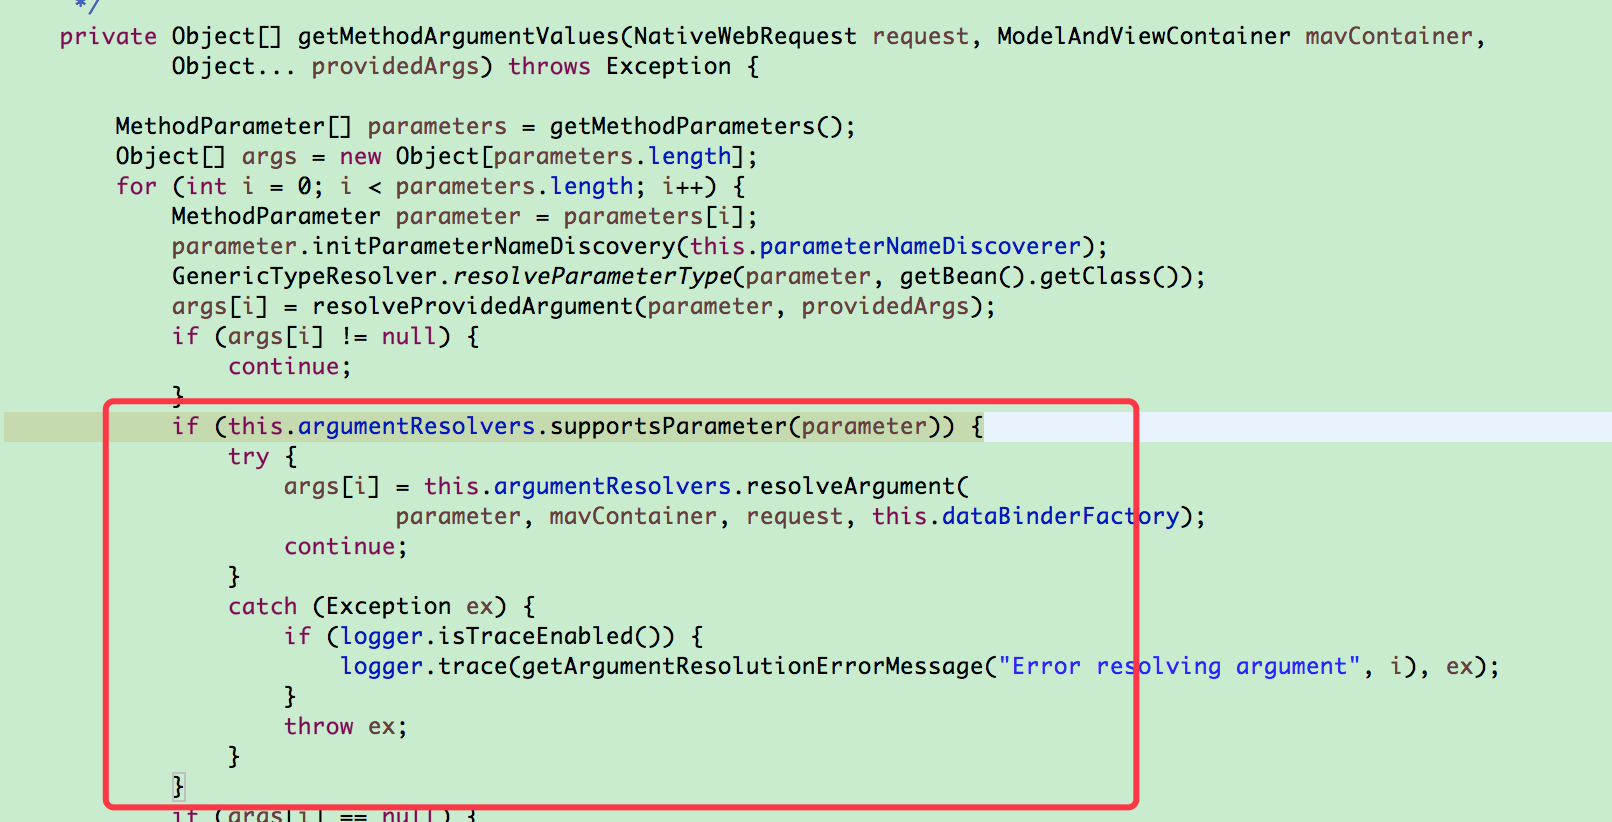 */
private Object[] getMethodArgumentValues(NativeWebRequest request, ModelAndViewContainer mavContainer,
Object... providedArgs) throws Exception {
MethodParameter[] parameters = getMethodParameters();
Object[] args = new Object[parameters.length];
for (int i = 0; i < parameters.length; i++) {
MethodParameter parameter = parameters[i];
parameter.initParameterNameDiscovery(this.parameterNameDiscoverer);
GenericTypeResolver.resolveParameterType(parameter, getBean().getClass());
args[i] = resolveProvidedArgument(parameter, providedArgs);
if (args[i] != null) {
continue;
}
if (this.argumentResolvers.supportsParameter(parameter)) {
try {
args[i] = this.argumentResolvers.resolveArgument(
parameter, mavContainer, request, this.dataBinderFactory);
continue;
}
catch (Exception ex) {
if (logger.isTraceEnabled()) {
logger.trace(getArgumentResolutionErrorMessage("Error resolving argument", i), ex);
}
throw ex;
}
}
if (args[i] == null) {